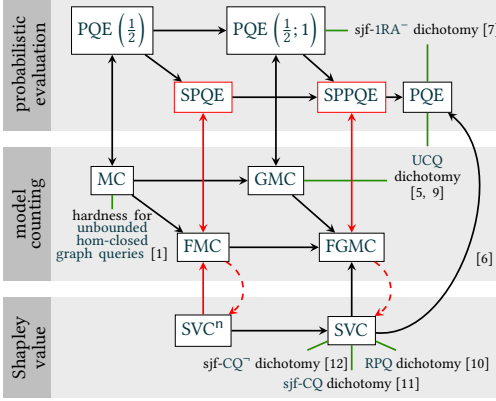 probabilistic
evaluation
PQE (1/2)
PQE (1/2; 1)
sjf-1RA⁻ dichotomy [7]
SPQE
SPPQE
PQE
model
counting
MC
GMC
UCQ
dichotomy
[5, 9]
hardness for
unbounded
hom-closed
graph queries [1]
FMC
FGMC
[6]
Shapley
value
SVCⁿ
SVC
sjf-CQ¬ dichotomy [12]
RPQ dichotomy [10]
sjf-CQ dichotomy [11]